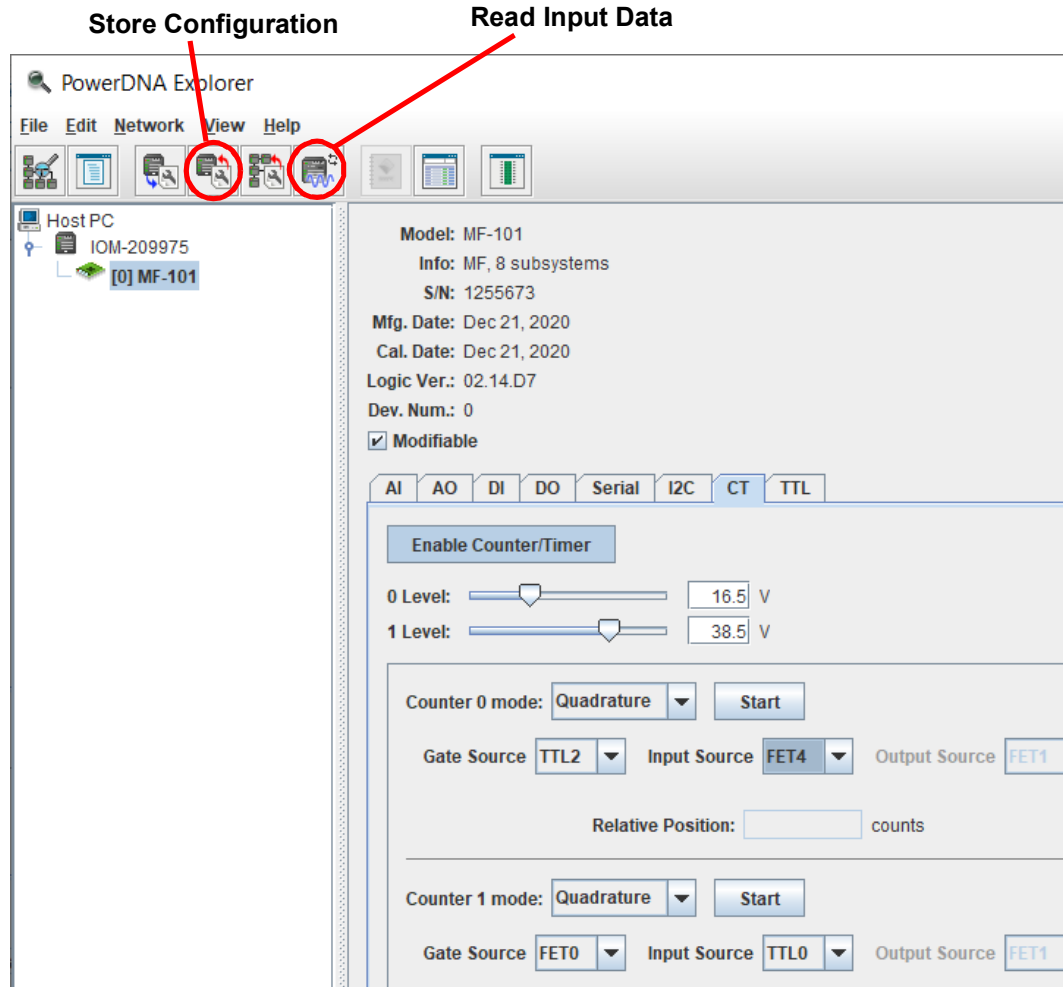 Store Configuration
Read Input Data
PowerDNA Explorer
File Edit Network View Help
Host PC
IOM-209975
[0] MF-101
Model: MF-101
Info: MF, 8 subsystems
S/N: 1255673
Mfg. Date: Dec 21, 2020
Cal. Date: Dec 21, 2020
Logic Ver.: 02.14.D7
Dev. Num.: 0
Modifiable
AI AO DI DO Serial I2C CT TTL
Enable Counter/Timer
0 Level: 16.5 V
1 Level: 38.5 V
Counter 0 mode: Quadrature Start
Gate Source TTL2 Input Source FET4 Output Source FET1
Relative Position: counts
Counter 1 mode: Quadrature Start
Gate Source FET0 Input Source TTL0 Output Source FET1